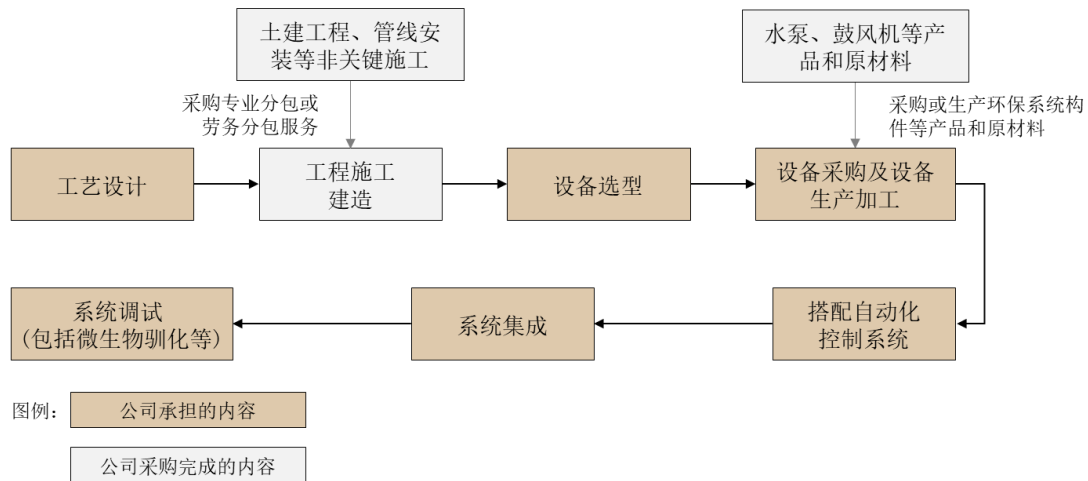 土建工程、管线安
装等非关键施工
水泵、鼓风机等产
品和原材料
采购专业分包或
劳务分包服务
采购或生产环保系统构
件等产品和原材料
工艺设计
工程施工
建造
设备选型
设备采购及设备
生产加工
系统调试
(包括微生物驯化等)
系统集成
搭配自动化
控制系统
图例：
公司承担的内容
公司采购完成的内容